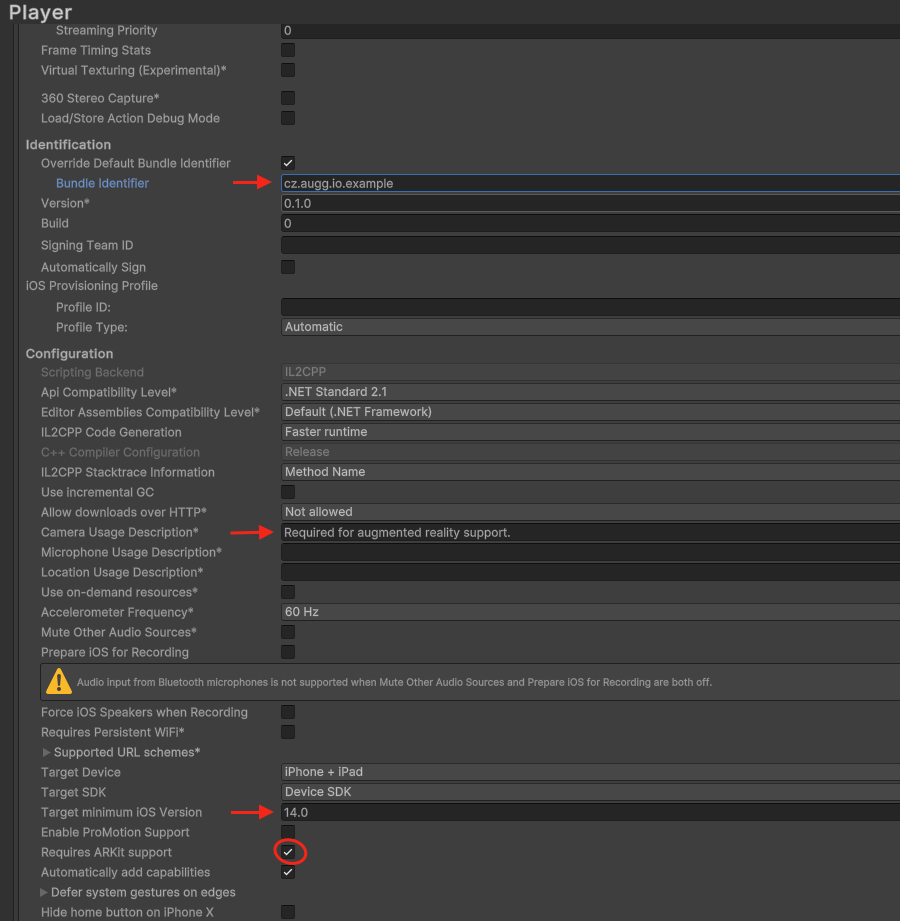 Player
Streaming Priority 0
Frame Timing Stats
Virtual Texturing (Experimental)*
360 Stereo Capture*
Load/Store Action Debug Mode
Identification
Override Default Bundle Identifier
Bundle Identifier cz.augg.io.example
Version* 0.1.0
Build 0
Signing Team ID
Automatically Sign
iOS Provisioning Profile
Profile ID:
Profile Type: Automatic
Configuration
Scripting Backend IL2CPP
Api Compatibility Level* .NET Standard 2.1
Editor Assemblies Compatibility Level* Default (.NET Framework)
IL2CPP Code Generation Faster runtime
C++ Compiler Configuration Release
IL2CPP Stacktrace Information Method Name
Use incremental GC
Allow downloads over HTTP* Not allowed
Camera Usage Description* Required for augmented reality support.
Microphone Usage Description*
Location Usage Description*
Use on-demand resources*
Accelerometer Frequency* 60 Hz
Mute Other Audio Sources*
Prepare iOS for Recording
Audio input from Bluetooth microphones is not supported when Mute Other Audio Sources and Prepare iOS for Recording are both off.
Force iOS Speakers when Recording
Requires Persistent WiFi*
Supported URL schemes*
Target Device iPhone + iPad
Target SDK Device SDK
Target minimum iOS Version 14.0
Enable ProMotion Support
Requires ARKit support
Automatically add capabilities
Defer system gestures on edges
Hide home button on iPhone X